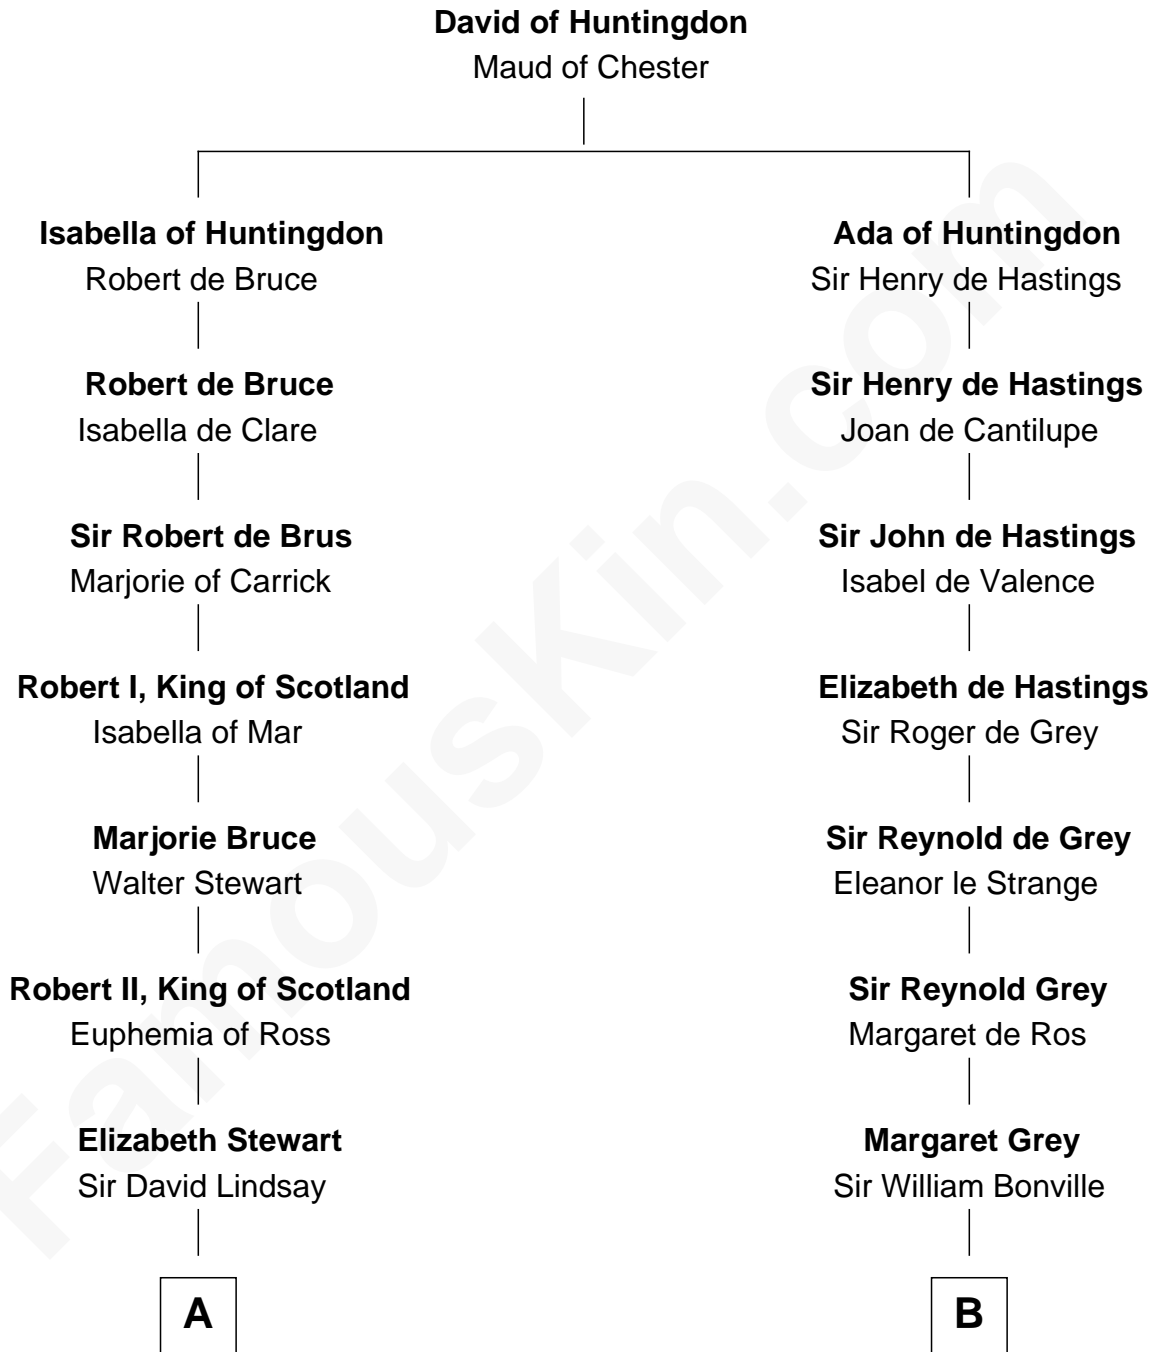 David of Huntingdon
Maud of Chester
Isabella of Huntingdon
Robert de Bruce
Robert de Bruce
Isabella de Clare
Sir Robert de Brus
Marjorie of Carrick
Robert I, King of Scotland
Isabella of Mar
Marjorie Bruce
Walter Stewart
Robert II, King of Scotland
Euphemia of Ross
Elizabeth Stewart
Sir David Lindsay
A
Ada of Huntingdon
Sir Henry de Hastings
Sir Henry de Hastings
Joan de Cantilupe
Sir John de Hastings
Isabel de Valence
Elizabeth de Hastings
Sir Roger de Grey
Sir Reynold de Grey
Eleanor le Strange
Sir Reynold Grey
Margaret de Ros
Margaret Grey
Sir William Bonville
B
FamousKin.com